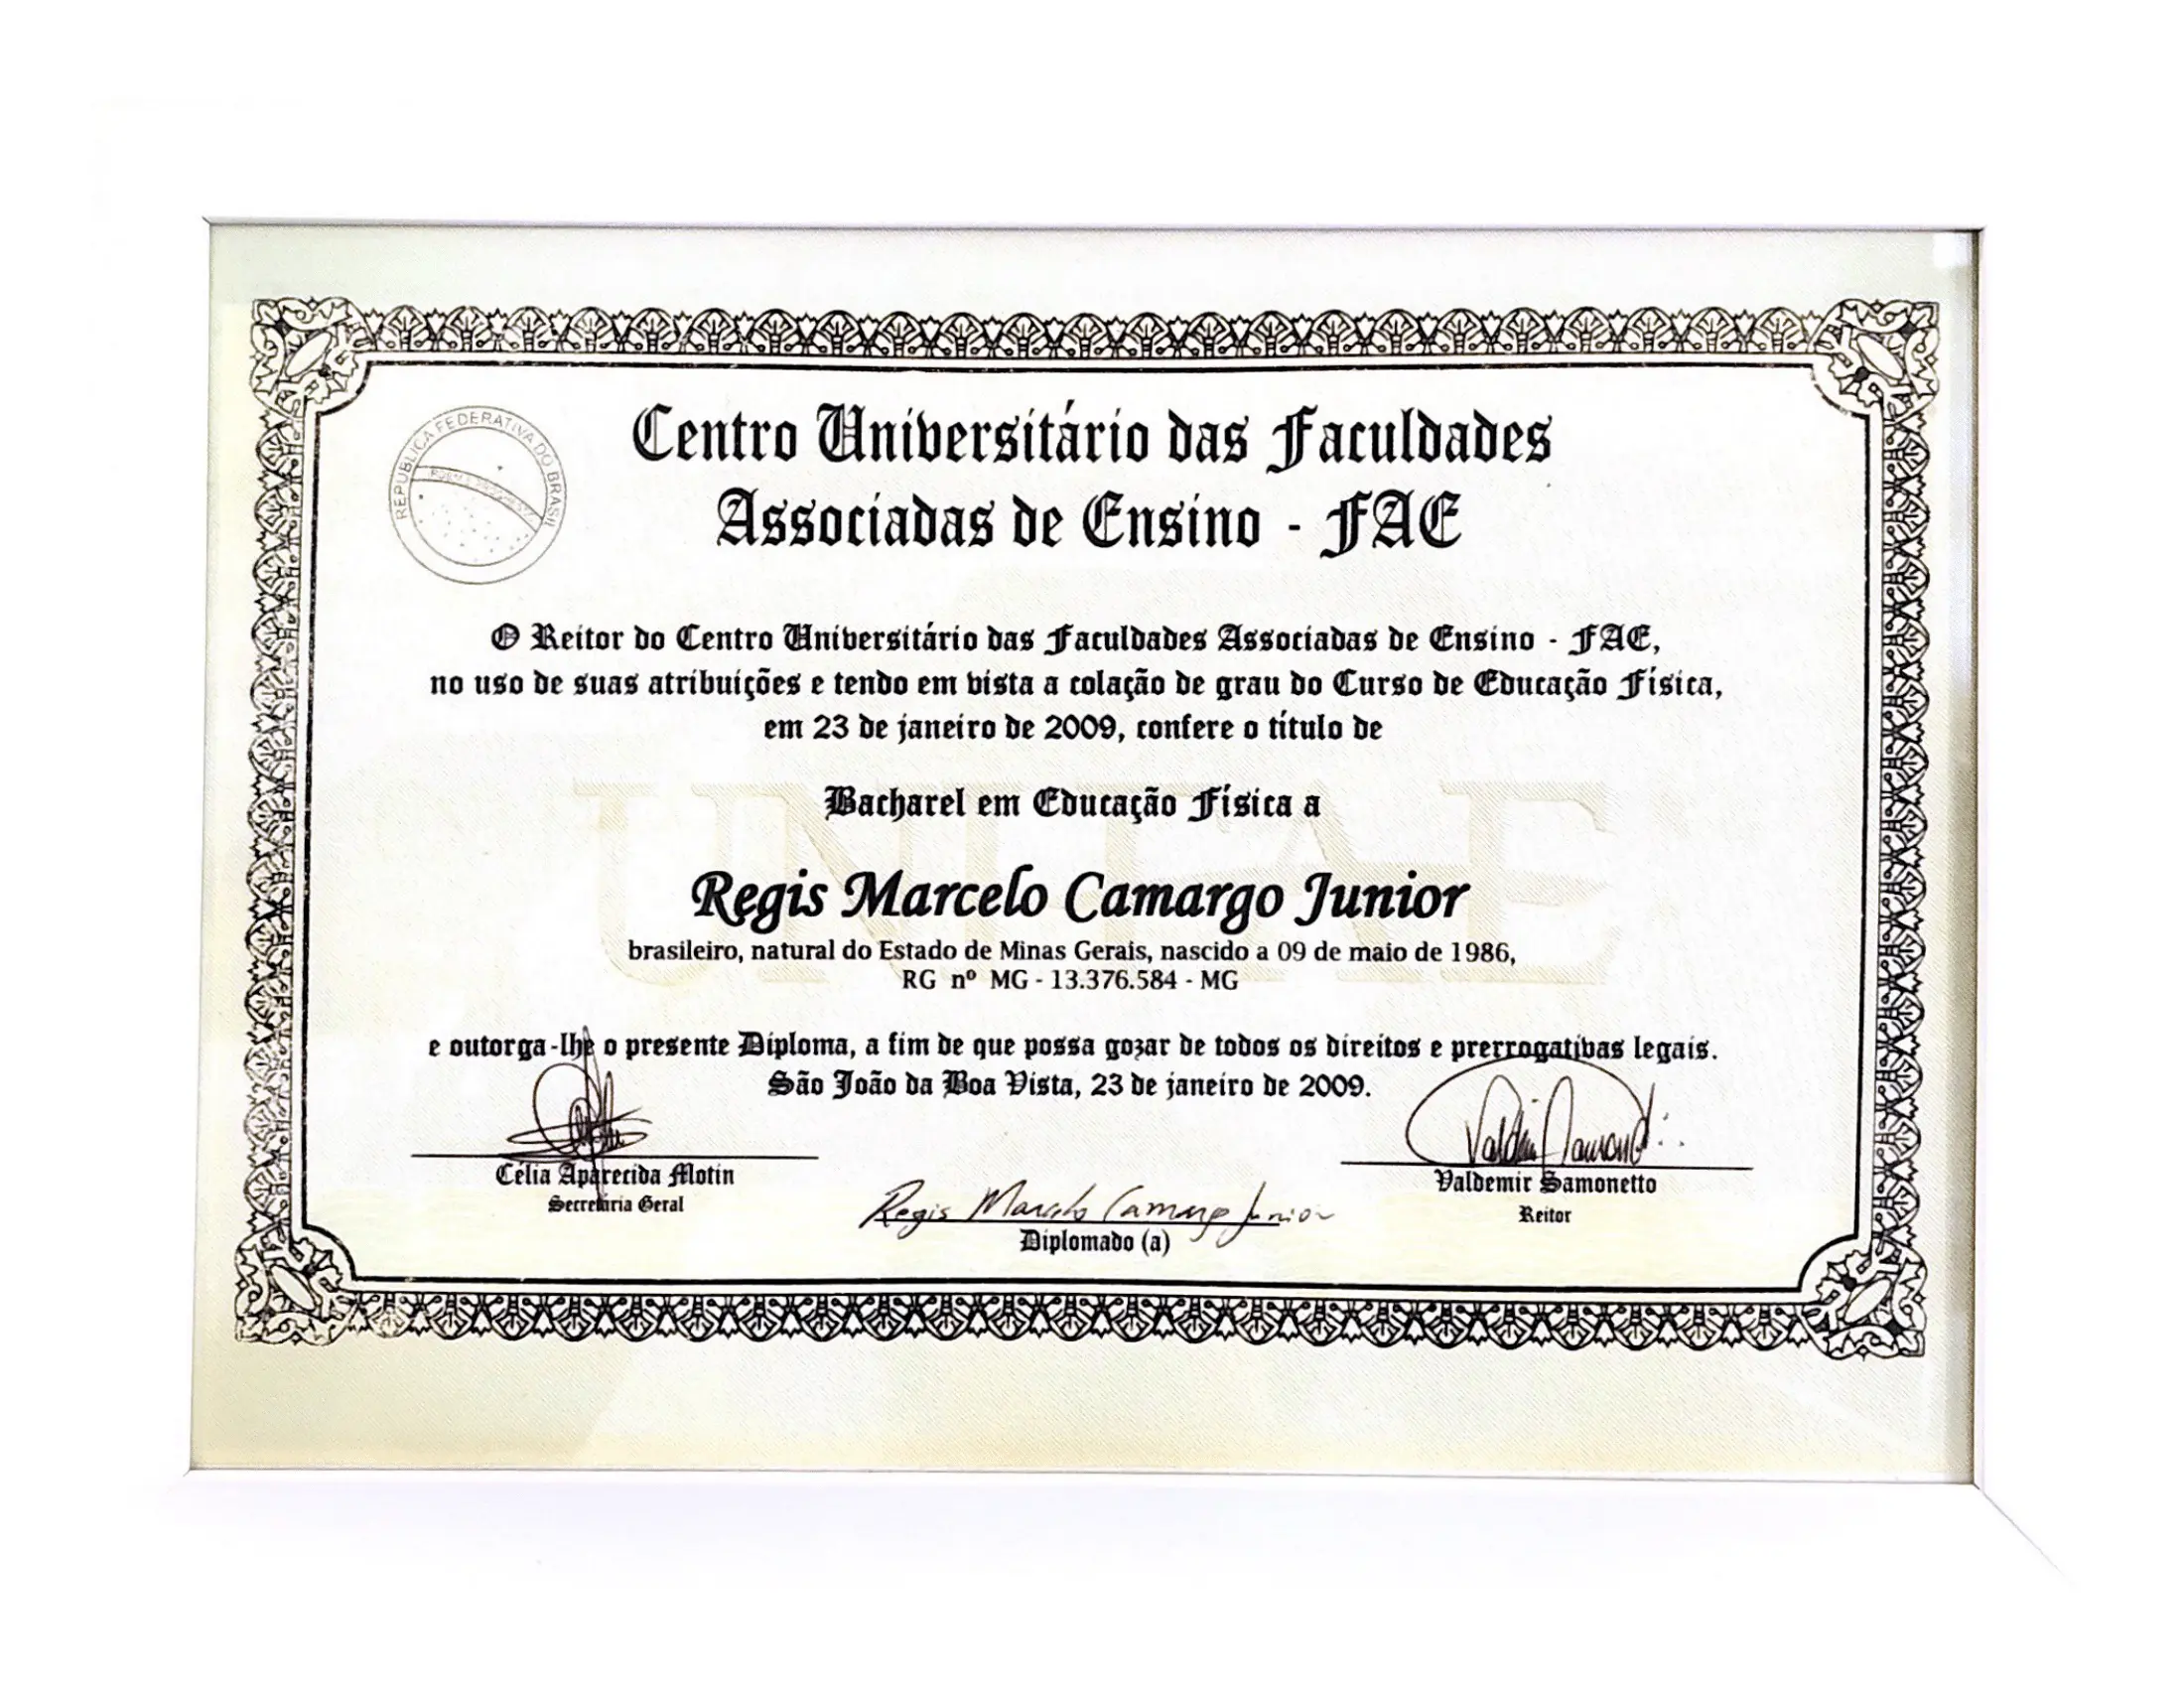 REPÚBLICA FEDERATIVA DO BRASIL
Centro Universitário das Faculdades
Associadas de Ensino - FAE
O Reitor do Centro Universitário das Faculdades Associadas de Ensino - FAE,
no uso de suas atribuições e tendo em vista a colação de grau do Curso de Educação Física,
em 23 de janeiro de 2009, confere o título de
Bacharel em Educação Física a
UNIFAE
Regis Marcelo Camargo Junior
brasileiro, natural do Estado de Minas Gerais, nascido a 09 de maio de 1986,
RG nº MG - 13.376.584 - MG
e outorga-lhe o presente Diploma, a fim de que possa gozar de todos os direitos e prerrogativas legais.
São João da Boa Vista, 23 de janeiro de 2009.
Célia Aparecida Motin
Secretária Geral
Regis Marcelo Camargo Junior
Diplomado (a)
Valdemir Samonetto
Reitor